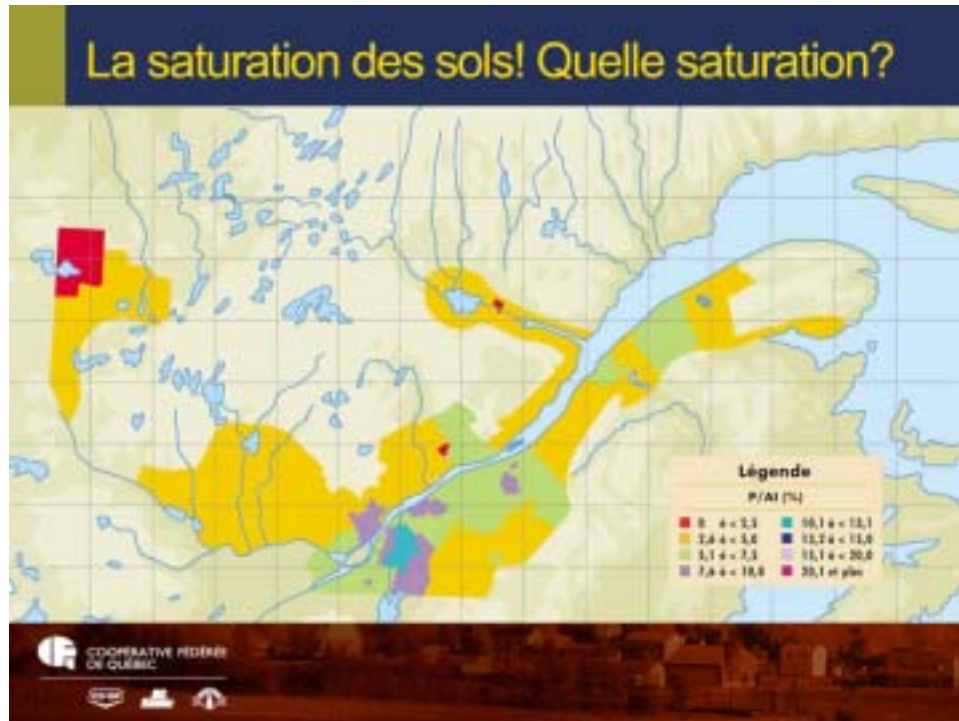 La saturation des sols! Quelle saturation?
Légende
P/Al (%)
0 à < 2,5
2,6 à < 5,0
5,1 à < 7,5
7,6 à < 10,0
10,1 à < 13,1
13,2 à < 15,0
15,1 à < 20,0
20,1 et plus
COOPÉRATIVE FÉDÉRÉE
DE QUÉBEC